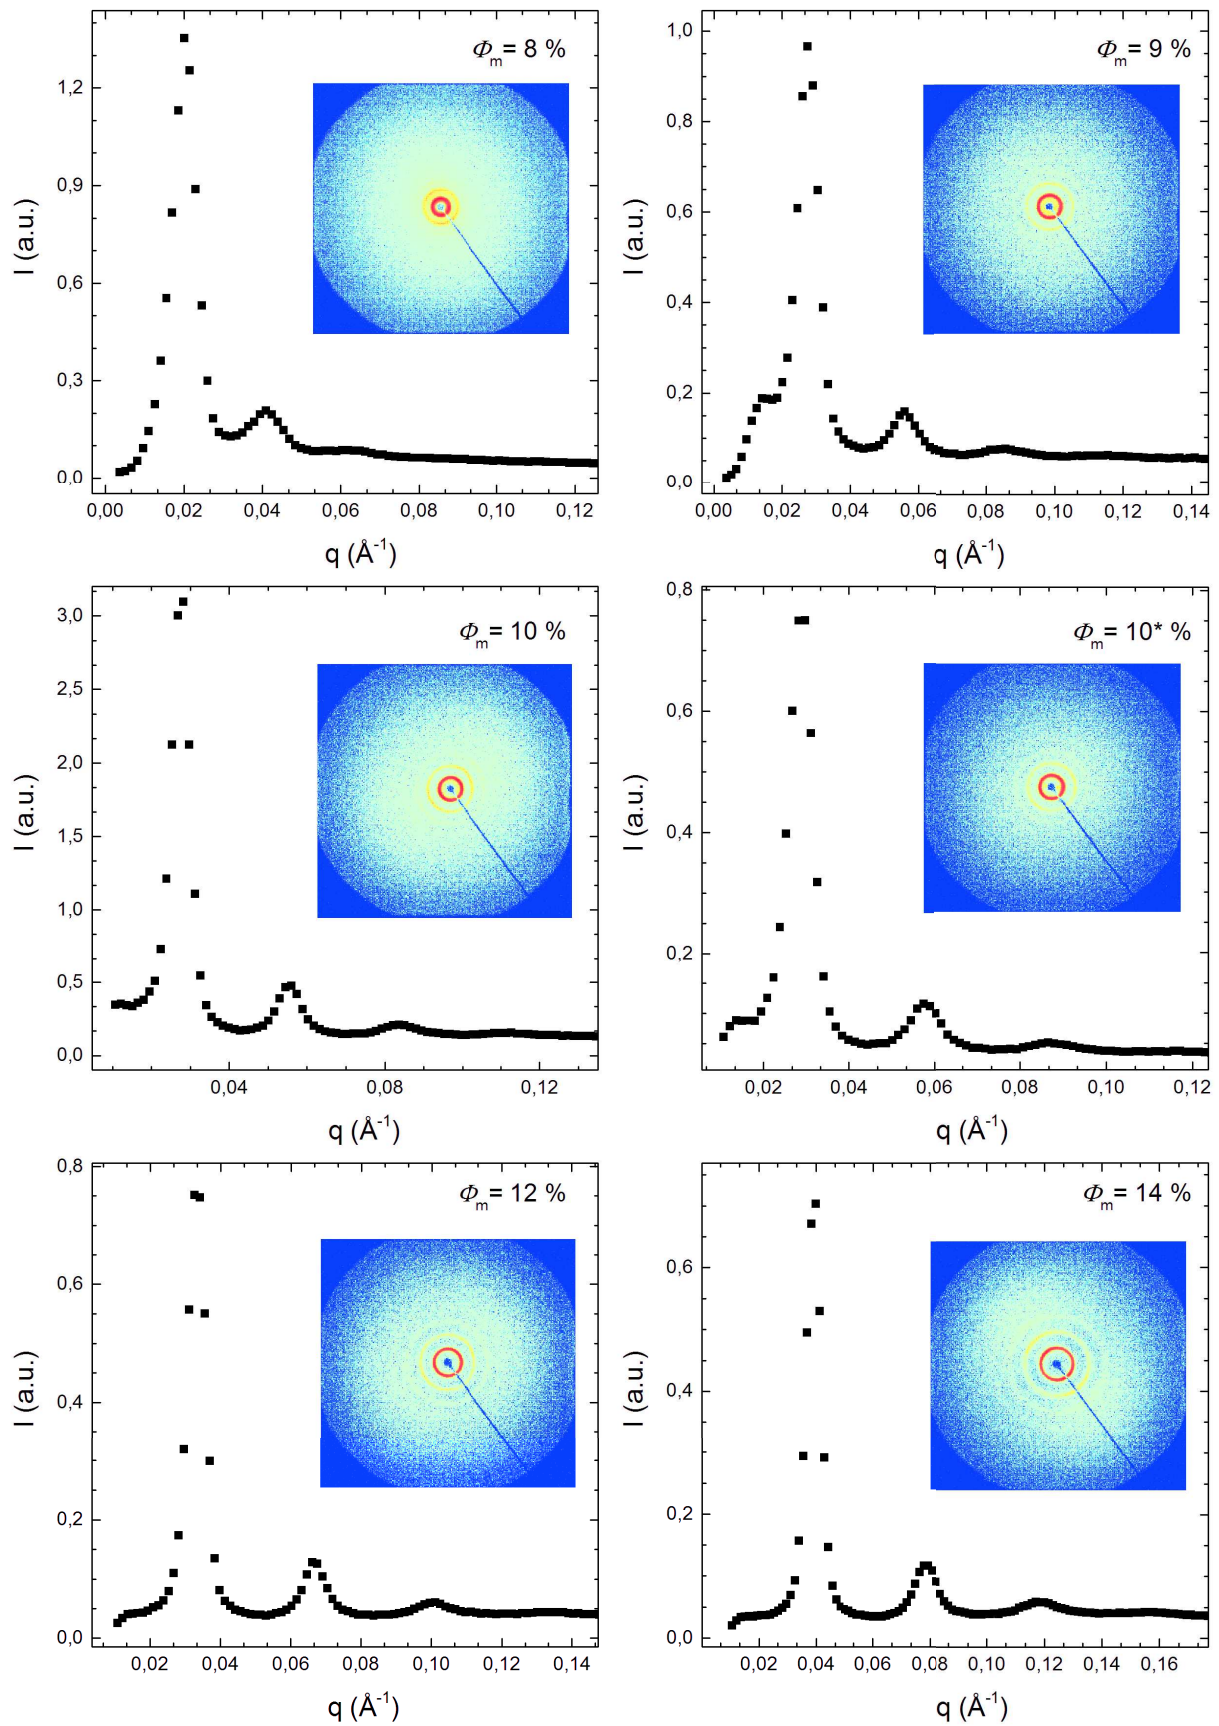 Φm= 8 %
1,2
0,9
0,6
0,3
0,0
I (a.u.)
0,00 0,02 0,04 0,06 0,08 0,10 0,12
q (Å-1)
Φm= 9 %
1,0
0,8
0,6
0,4
0,2
0,0
I (a.u.)
0,00 0,02 0,04 0,06 0,08 0,10 0,12 0,14
q (Å-1)
Φm= 10 %
3,0
2,5
2,0
1,5
1,0
0,5
0,0
I (a.u.)
0,04 0,08 0,12
q (Å-1)
Φm= 10* %
0,8
0,6
0,4
0,2
I (a.u.)
0,02 0,04 0,06 0,08 0,10 0,12
q (Å-1)
Φm= 12 %
0,8
0,6
0,4
0,2
0,0
I (a.u.)
0,02 0,04 0,06 0,08 0,10 0,12 0,14
q (Å-1)
Φm= 14 %
0,6
0,4
0,2
0,0
I (a.u.)
0,02 0,04 0,06 0,08 0,10 0,12 0,14 0,16
q (Å-1)